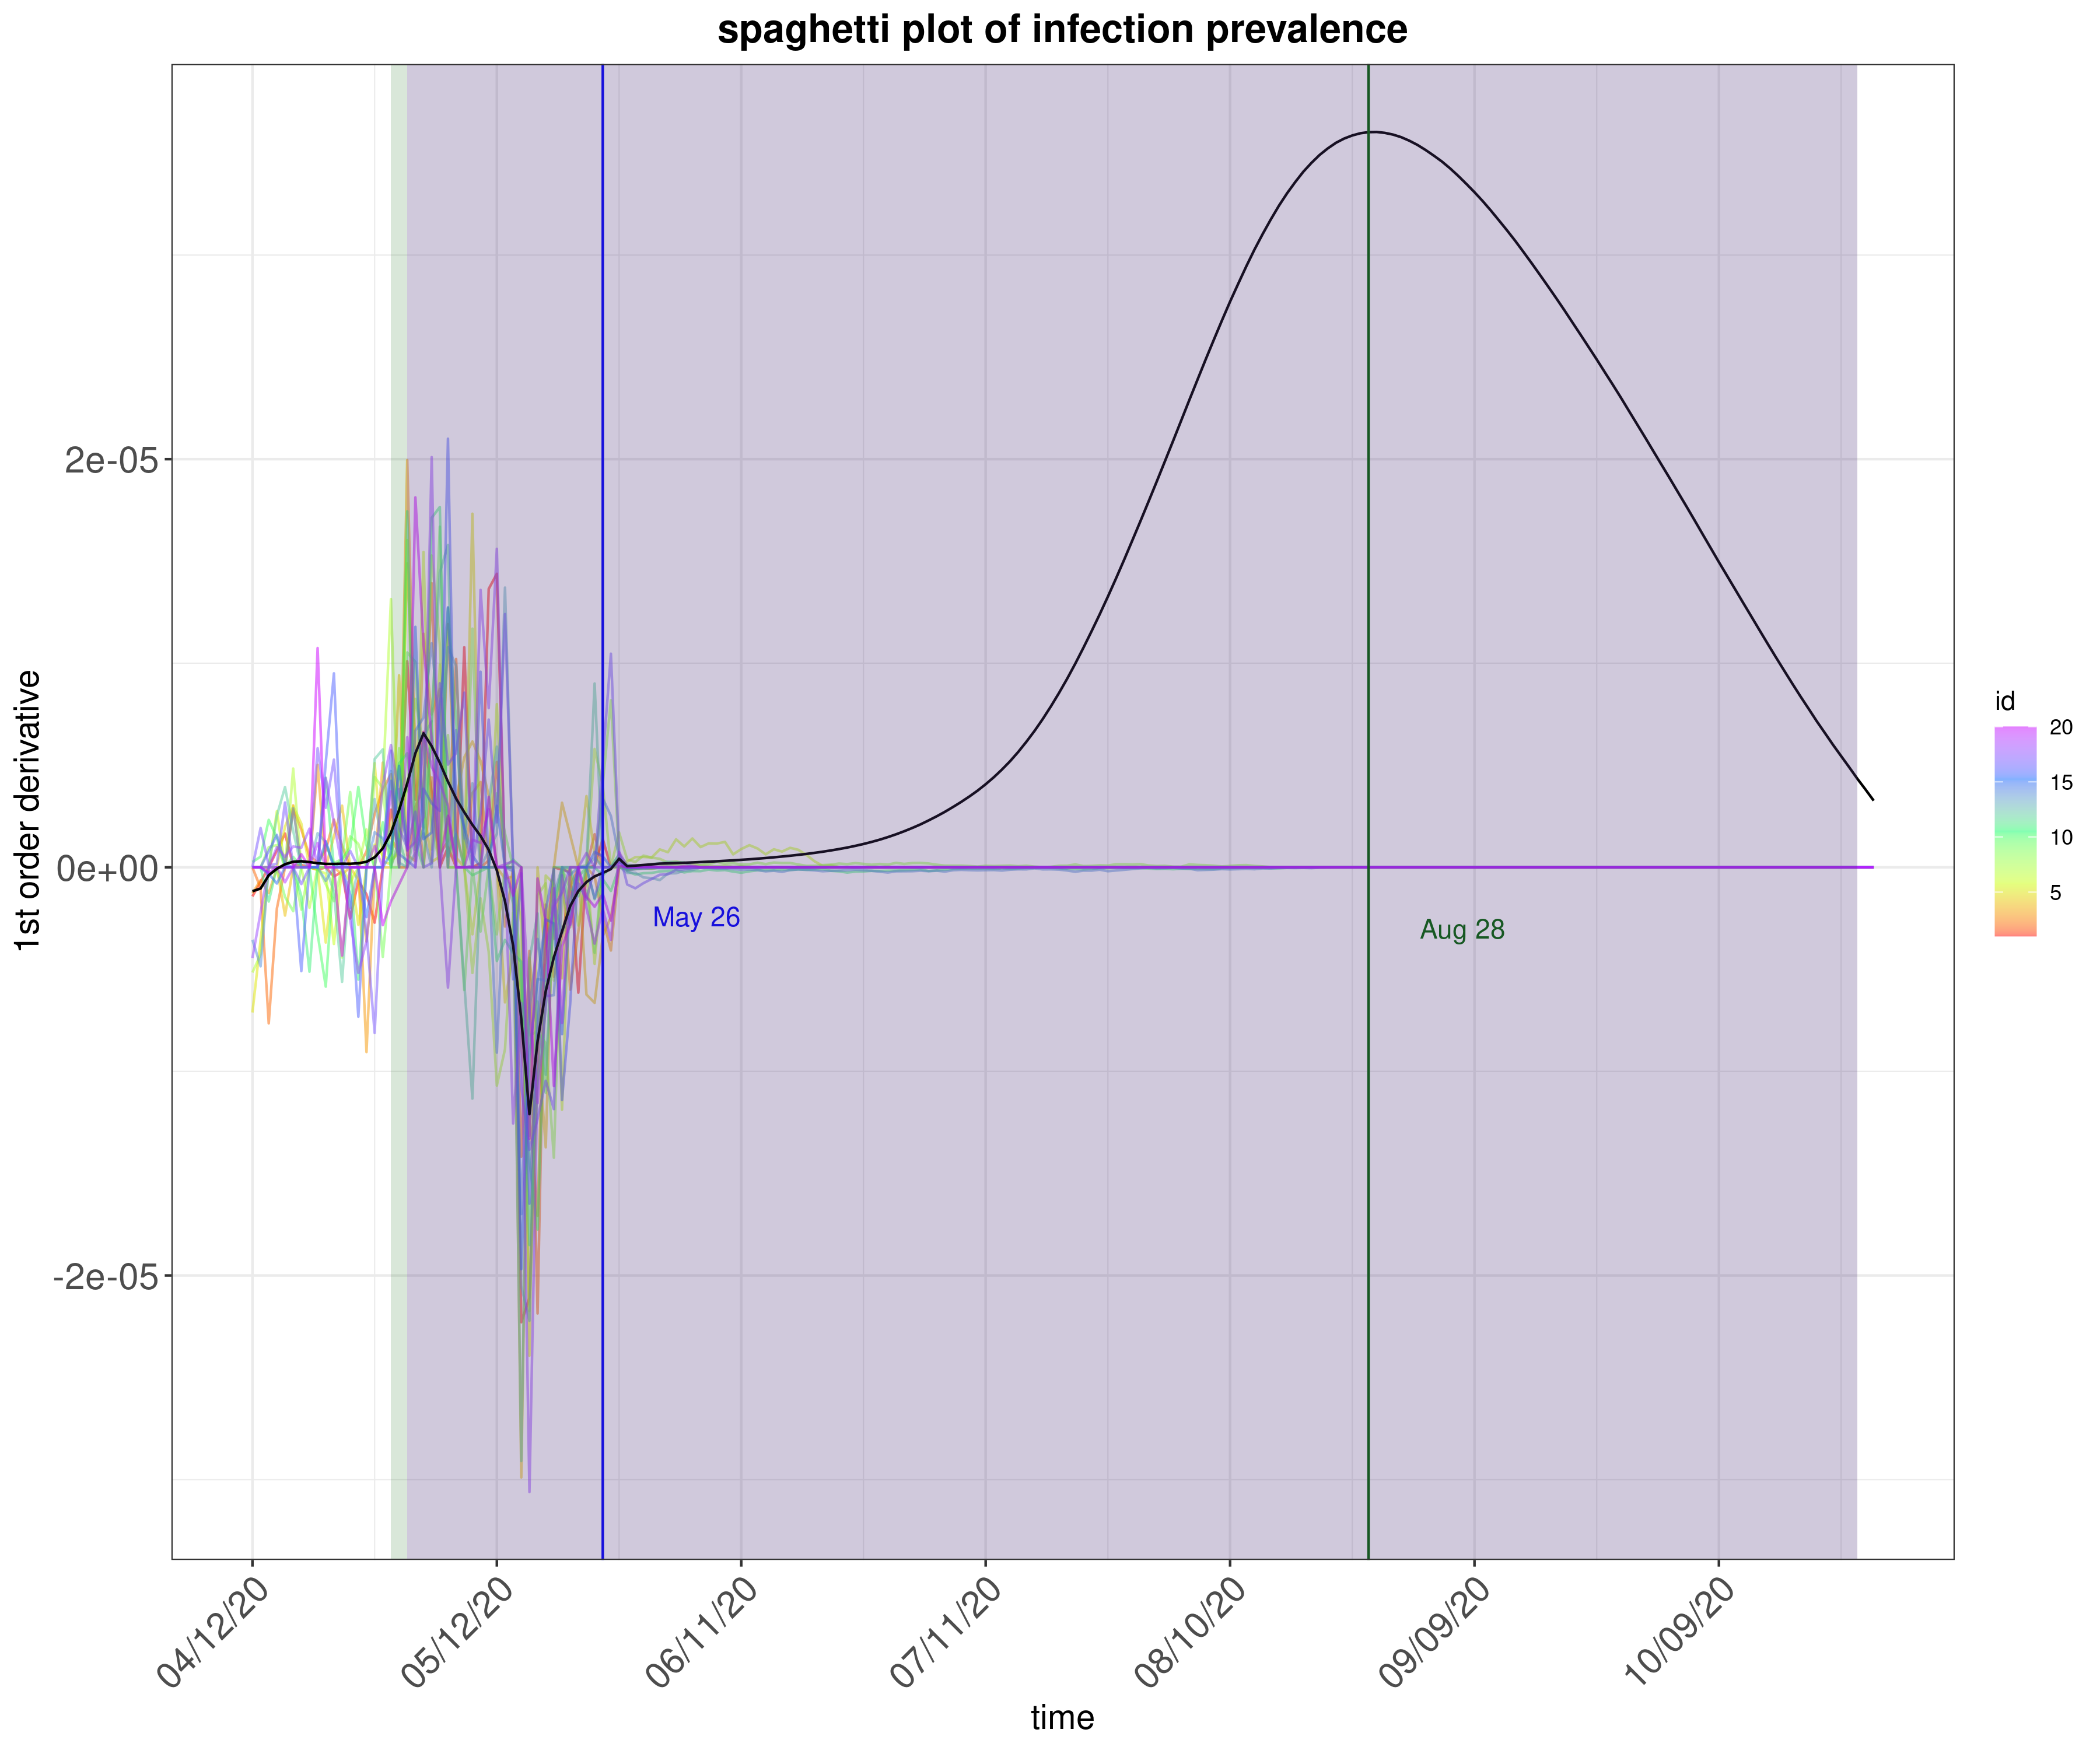 spaghetti plot of infection prevalence
1st order derivative
2e-05
0e+00
-2e-05
May 26
Aug 28
id
20
15
10
5
04/12/20
05/12/20
06/11/20
07/11/20
08/10/20
09/09/20
10/09/20
time